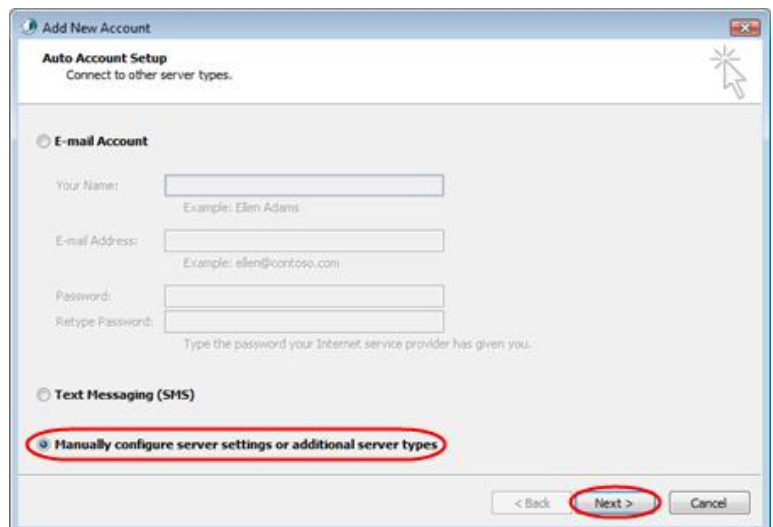 Add New Account
Auto Account Setup
Connect to other server types.
E-mail Account
Your Name:
Example: Ellen Adams
E-mail Address:
Example: ellen@contoso.com
Password:
Retype Password:
Type the password your Internet service provider has given you.
Text Messaging (SMS)
Manually configure server settings or additional server types
< Back Next > Cancel